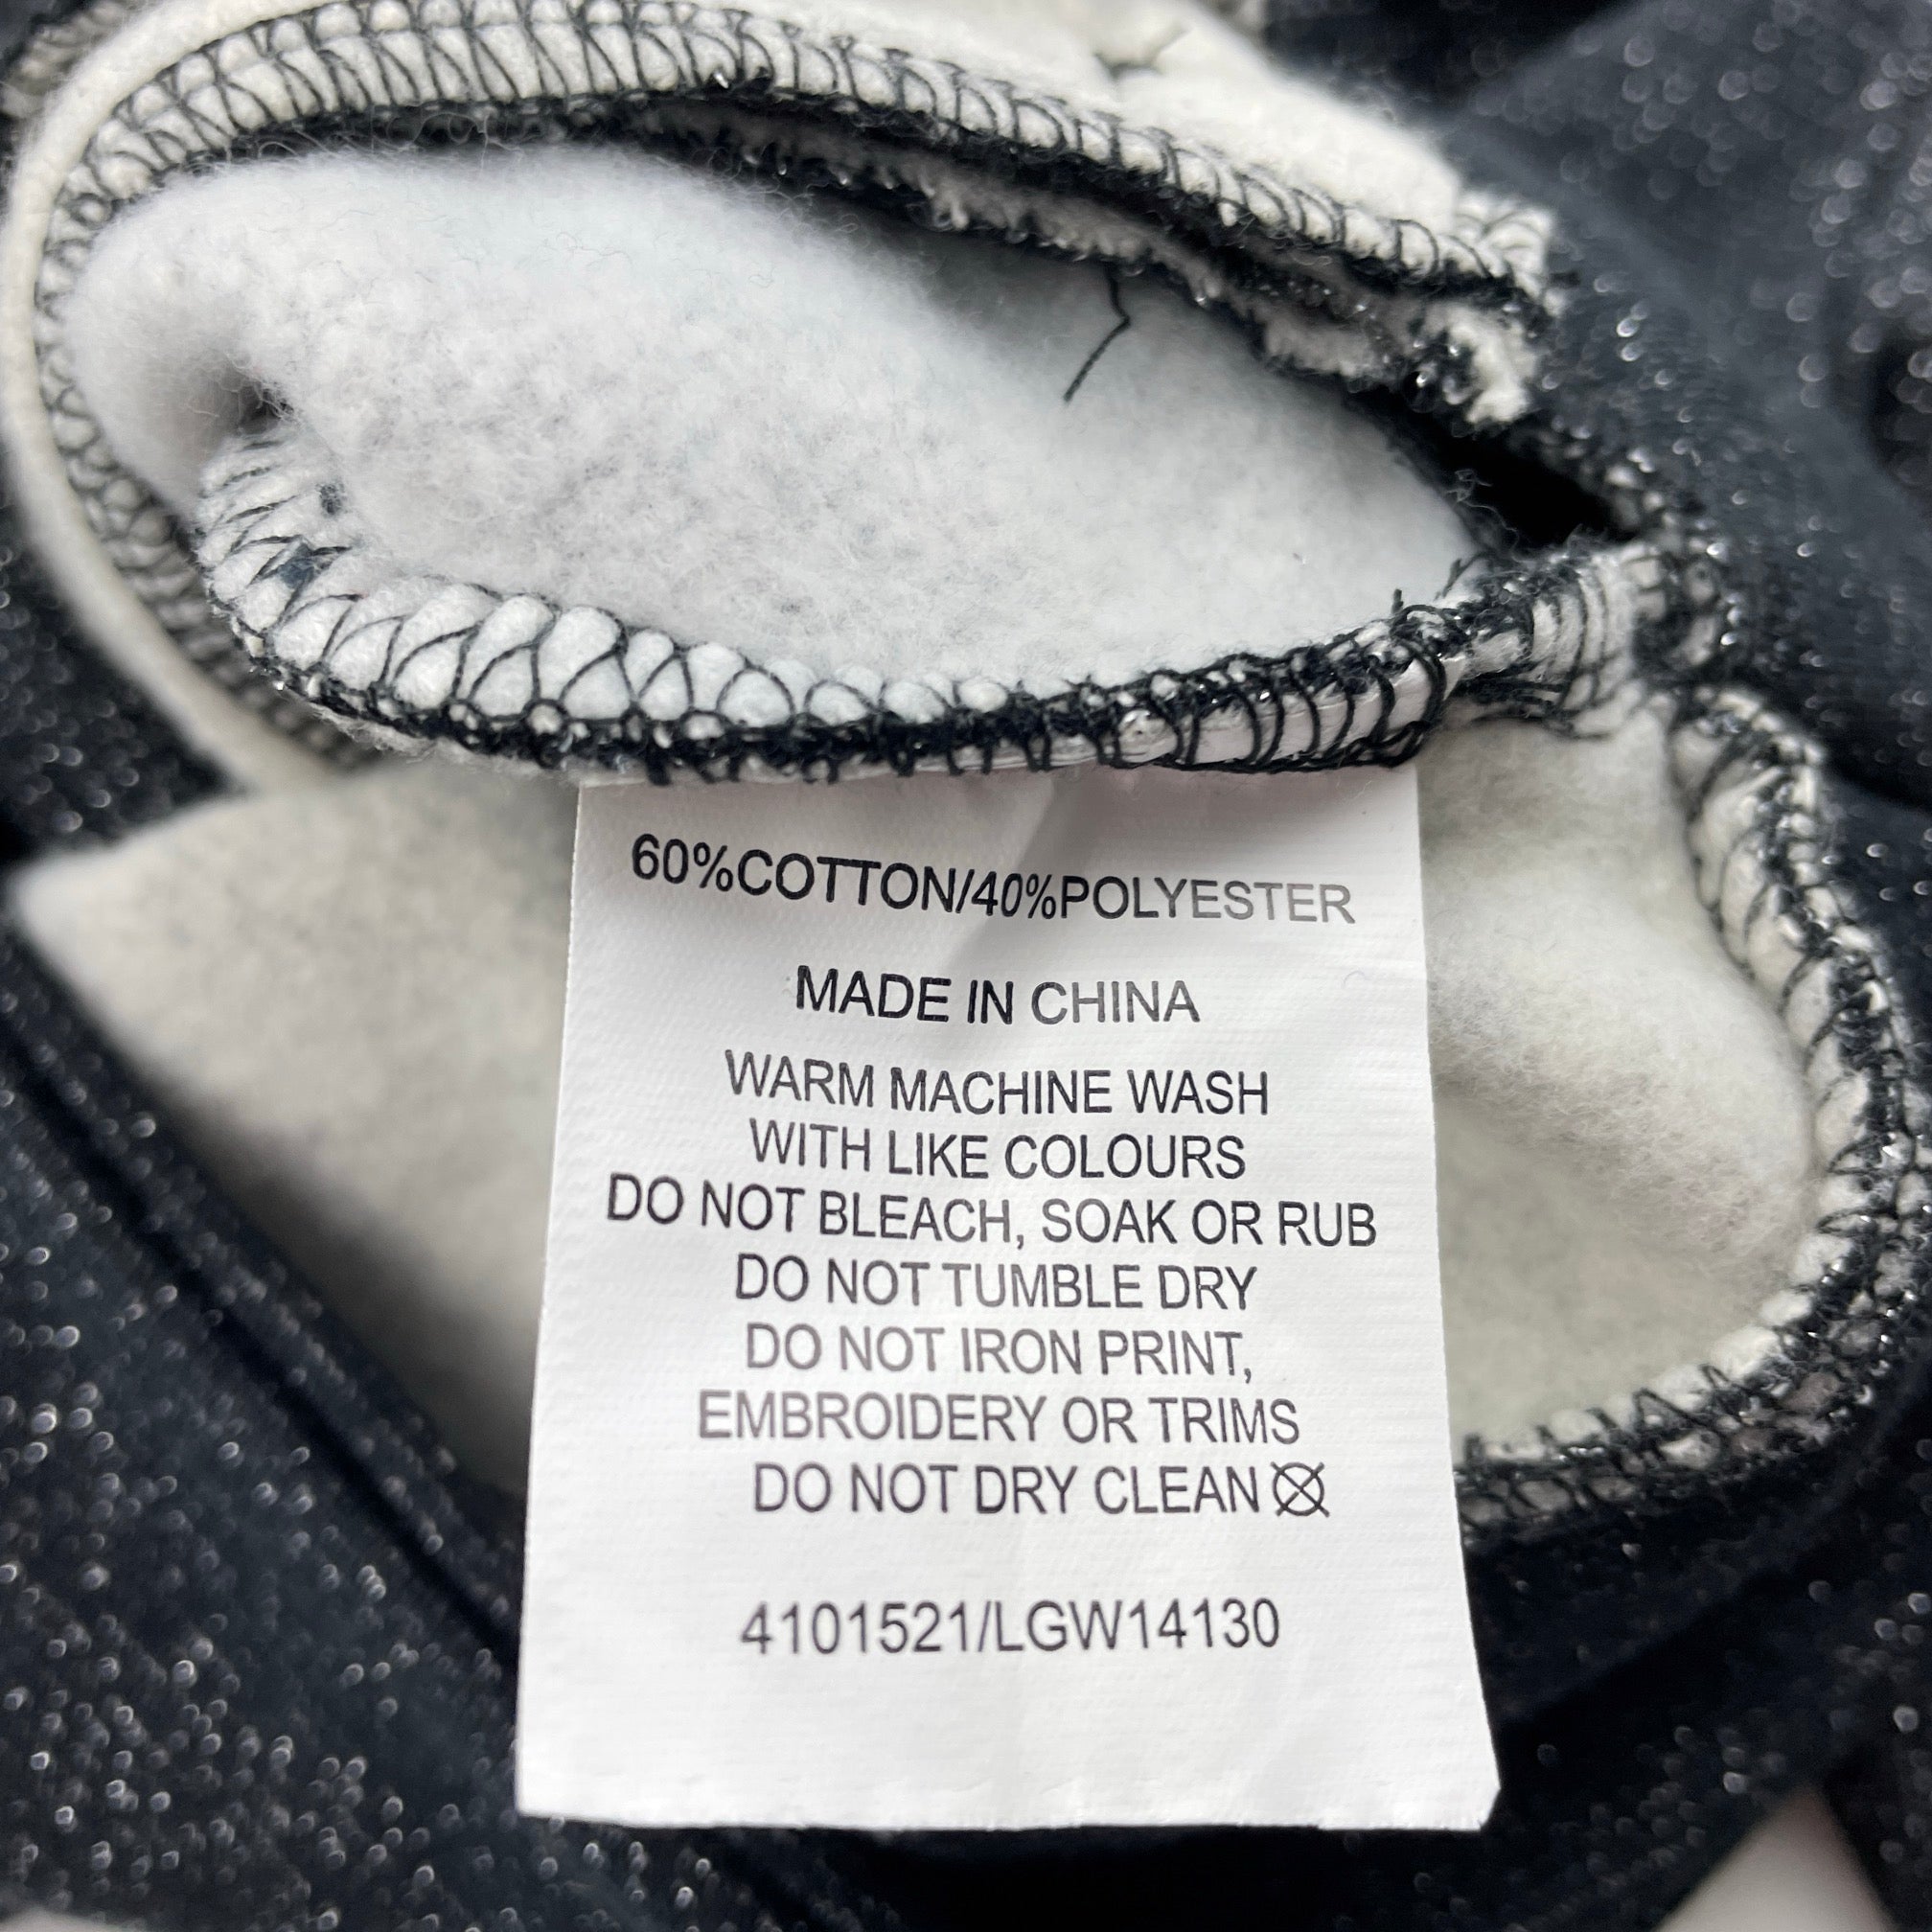 60%COTTON/40%POLYESTER
MADE IN CHINA
WARM MACHINE WASH
WITH LIKE COLOURS
DO NOT BLEACH, SOAK OR RUB
DO NOT TUMBLE DRY
DO NOT IRON PRINT,
EMBROIDERY OR TRIMS
DO NOT DRY CLEAN
4101521/LGW14130